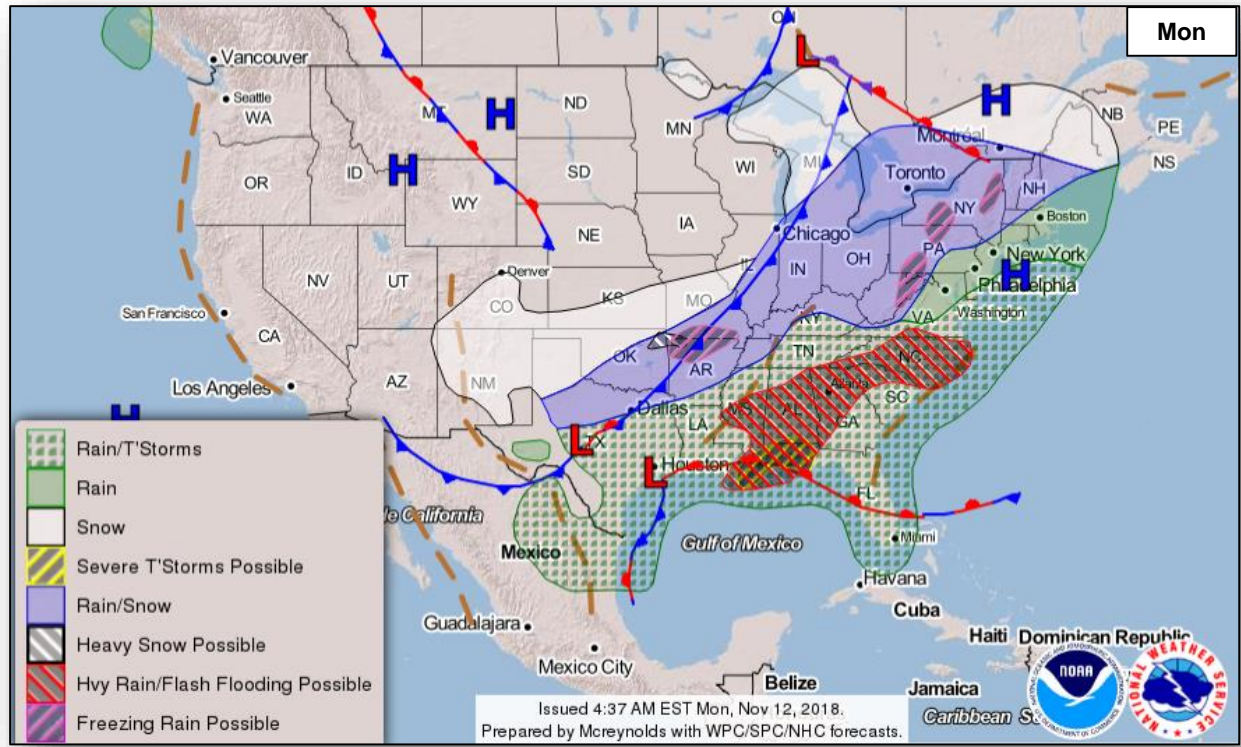 Mon
ON
Vancouver
Seattle
WA
MT
ND
MN
Montréal
NB
PE
NS
OR
ID
SD
WI
MI
Toronto
NH
WY
NY
Boston
IA
NE
Chicago
PA
New York
NV
UT
Denver
IL
IN
OH
Philadelphia
San Francisco
CO
KS
MO
Washington
CA
KY
VA
OK
TN
NC
Los Angeles
AZ
NM
AR
Atlanta
SC
Dallas
MS
AL
GA
LA
TX
Houston
FL
H
H
H
H
H
L
L
L
Rain/T'Storms
Rain
Snow
Severe T'Storms Possible
Rain/Snow
Heavy Snow Possible
Hvy Rain/Flash Flooding Possible
Freezing Rain Possible
le California
Mexico
Gulf of Mexico
Miami
Havana
Cuba
Guadalajara
Mexico City
Haiti
Dominican Republic
Belize
Jamaica
Caribbean S
Issued 4:37 AM EST Mon, Nov 12, 2018.
Prepared by Mcreynolds with WPC/SPC/NHC forecasts.
NOAA
NATIONAL WEATHER SERVICE